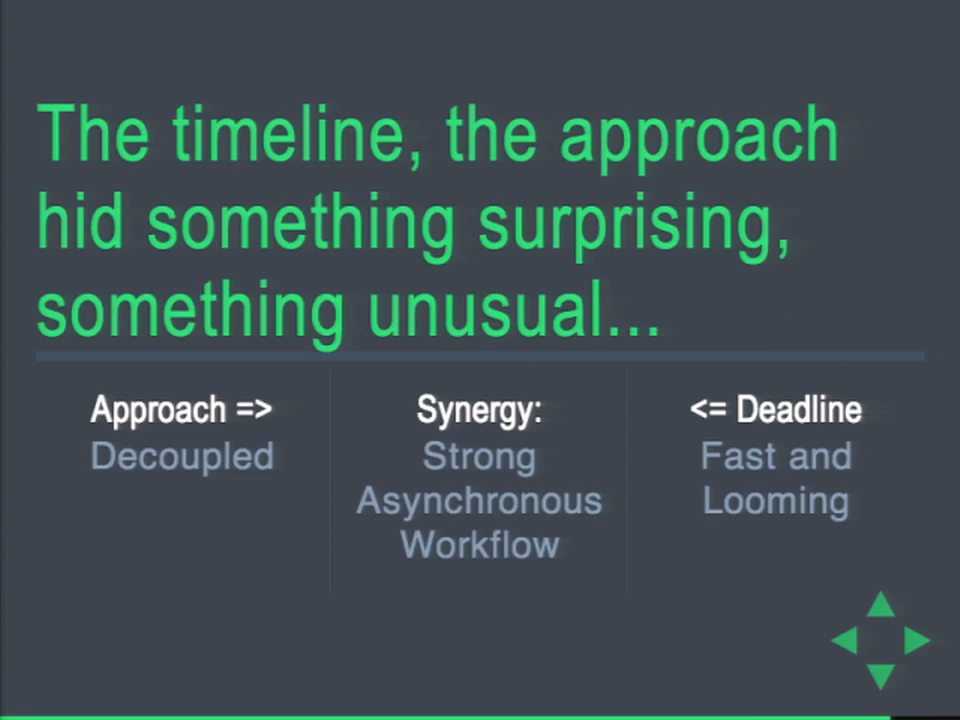 The timeline, the approach
hid something surprising,
something unusual...
Approach =>
Decoupled
Synergy:
Strong
Asynchronous
Workflow
<= Deadline
Fast and
Looming